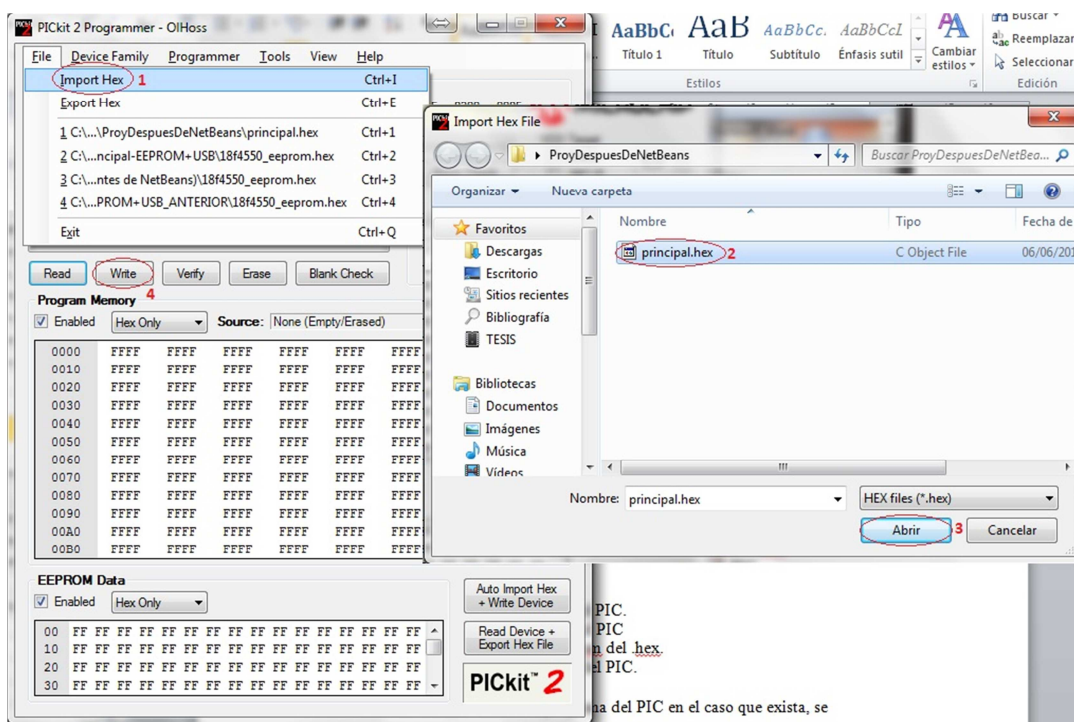 PICkit 2 Programmer - OlHoss
File Device Family Programmer Tools View Help
Import Hex 1 Ctrl+I
Export Hex Ctrl+E
1 C:\...\ProyDespuesDeNetBeans\principal.hex Ctrl+1
2 C:\...ncipal-EEPROM+USB\18f4550_eeprom.hex Ctrl+2
3 C:\...ntes de NetBeans)\18f4550_eeprom.hex Ctrl+3
4 C:\...PROM+USB_ANTERIOR\18f4550_eeprom.hex Ctrl+4
Exit Ctrl+Q
Read Write Verify Erase Blank Check
4
Program Memory
Enabled Hex Only Source: None (Empty/Erased)
0000 FFFF FFFF FFFF FFFF FFFF FFFF
0010 FFFF FFFF FFFF FFFF FFFF FFFF
0020 FFFF FFFF FFFF FFFF FFFF FFFF
0030 FFFF FFFF FFFF FFFF FFFF FFFF
0040 FFFF FFFF FFFF FFFF FFFF FFFF
0050 FFFF FFFF FFFF FFFF FFFF FFFF
0060 FFFF FFFF FFFF FFFF FFFF FFFF
0070 FFFF FFFF FFFF FFFF FFFF FFFF
0080 FFFF FFFF FFFF FFFF FFFF FFFF
0090 FFFF FFFF FFFF FFFF FFFF FFFF
00A0 FFFF FFFF FFFF FFFF FFFF FFFF
00B0 FFFF FFFF FFFF FFFF FFFF FFFF
EEPROM Data
Enabled Hex Only
00 FF FF FF FF FF FF FF FF FF FF FF FF FF FF FF FF
10 FF FF FF FF FF FF FF FF FF FF FF FF FF FF FF FF
20 FF FF FF FF FF FF FF FF FF FF FF FF FF FF FF FF
30 FF FF FF FF FF FF FF FF FF FF FF FF FF FF FF FF
Auto Import Hex
+ Write Device
Read Device +
Export Hex File
PICkit™ 2
AaBbC AaB AaBbCc. AaBbCcI
Título 1 Título Subtítulo Énfasis sutil
Cambiar
estilos
Estilos
Buscar
Reemplazar
Seleccionar
Edición
Import Hex File
ProyDespuesDeNetBeans
Buscar ProyDespuesDeNetBea...
Organizar Nueva carpeta
Favoritos
Descargas
Escritorio
Sitios recientes
Bibliografía
TESIS
Bibliotecas
Documentos
Imágenes
Música
Vídeos
Nombre Tipo Fecha de
principal.hex 2 C Object File 06/06/201
Nombre: principal.hex HEX files (*.hex)
Abrir 3 Cancelar
PIC.
PIC
del .hex.
el PIC.
del PIC en el caso que exista, se